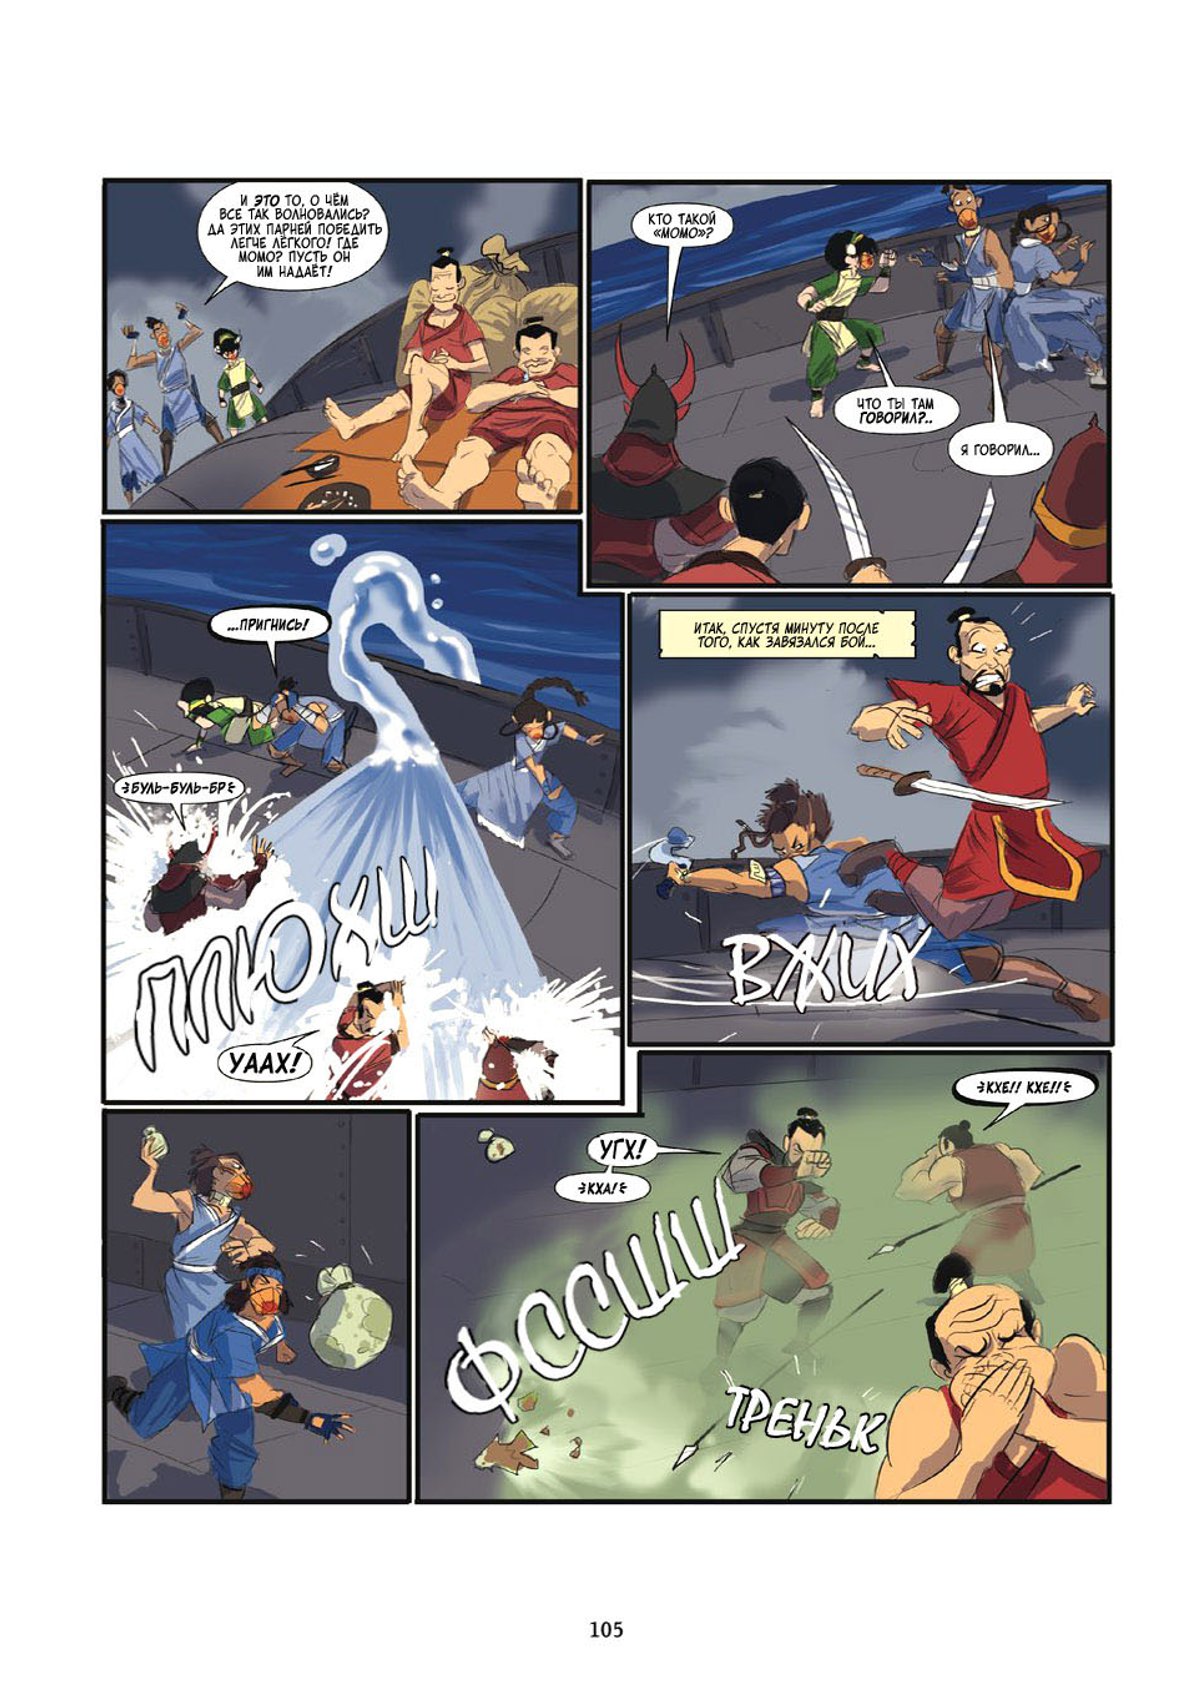 И ЭТО ТО, О ЧЁМ
ВСЕ ТАК ВОЛНОВАЛИСЬ?
ДА ЭТИХ ПАРНЕЙ ПОБЕДИТЬ
ЛЕГЧЕ ЛЁГКОГО! ГДЕ
МОМО? ПУСТЬ ОН
ИМ НАДАЁТ!
КТО ТАКОЙ
«МОМО»?
ЧТО ТЫ ТАМ
ГОВОРИЛ?..
Я ГОВОРИЛ...
...ПРИГНИСЬ!
БУЛЬ-БУЛЬ-БР
ПЛЮХШ
УААХ!
ИТАК, СПУСТЯ МИНУТУ ПОСЛЕ
ТОГО, КАК ЗАВЯЗАЛСЯ БОЙ...
ВЖИХ
КХЕ!! КХЕ!!
УГХ!
КХА!
ФССШШ
ТРЕНЬК
105